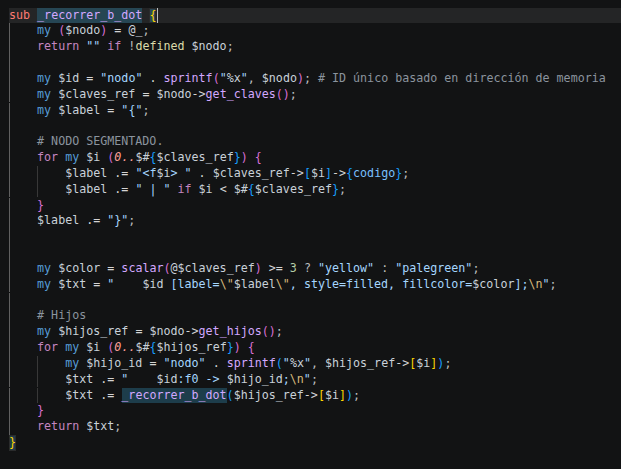 sub _recorrer_b_dot {
    my ($nodo) = @_;
    return "" if !defined $nodo;

    my $id = "nodo" . sprintf("%x", $nodo); # ID único basado en dirección de memoria
    my $claves_ref = $nodo->get_claves();
    my $label = "{";

    # NODO SEGMENTADO.
    for my $i (0..$#{$claves_ref}) {
        $label .= "<f$i> " . $claves_ref->[$i]->{codigo};
        $label .= " | " if $i < $#{$claves_ref};
    }
    $label .= "}";


    my $color = scalar(@$claves_ref) >= 3 ? "yellow" : "palegreen";
    my $txt = "    $id [label=\"$label\", style=filled, fillcolor=$color];\n";

    # Hijos
    my $hijos_ref = $nodo->get_hijos();
    for my $i (0..$#{$hijos_ref}) {
        my $hijo_id = "nodo" . sprintf("%x", $hijos_ref->[$i]);
        $txt .= "    $id:f0 -> $hijo_id;\n";
        $txt .= _recorrer_b_dot($hijos_ref->[$i]);
    }
    return $txt;
}